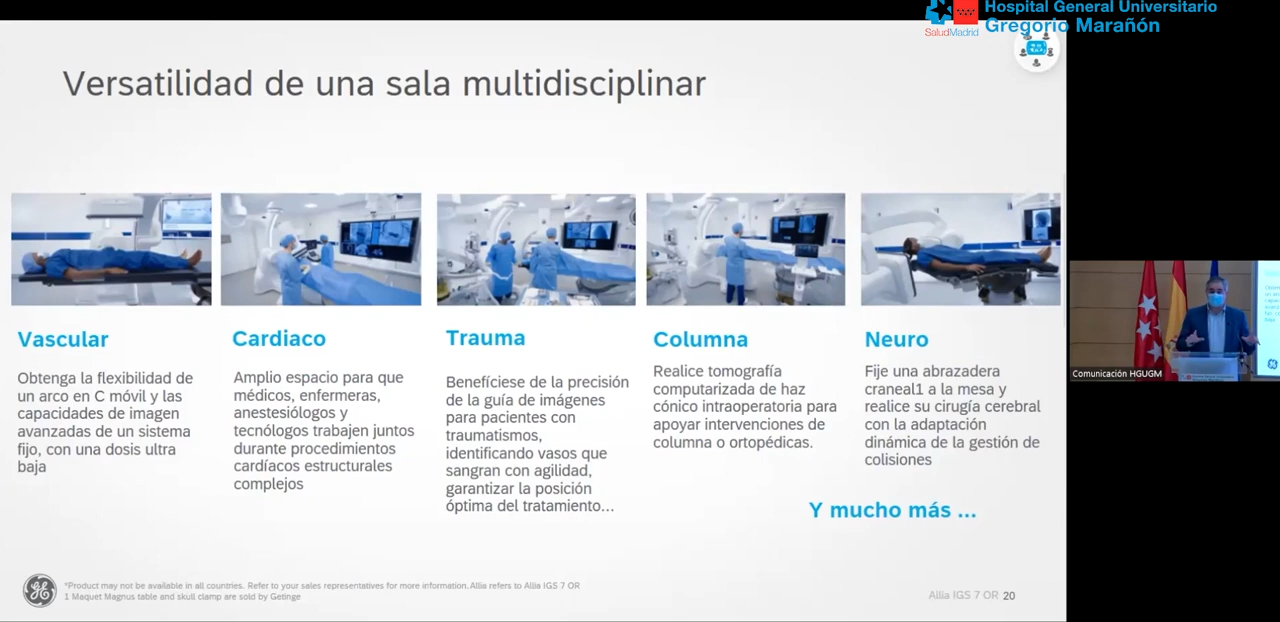 Hospital General Universitario
Gregorio Marañón
SaludMadrid
Versatilidad de una sala multidisciplinar
Vascular
Obtenga la flexibilidad de
un arco en C móvil y las
capacidades de imagen
avanzadas de un sistema
fijo, con una dosis ultra
baja
Cardiaco
Amplio espacio para que
médicos, enfermeras,
anestesiólogos y
tecnólogos trabajen juntos
durante procedimientos
cardíacos estructurales
complejos
Trauma
Benefíciese de la precisión
de la guía de imágenes
para pacientes con
traumatismos,
identificando vasos que
sangran con agilidad,
garantizar la posición
óptima del tratamiento...
Columna
Realice tomografía
computarizada de haz
cónico intraoperatoria para
apoyar intervenciones de
columna o ortopédicas.
Neuro
Fije una abrazadera
craneal1 a la mesa y
realice su cirugía cerebral
con la adaptación
dinámica de la gestión de
colisiones
Y mucho más ...
Comunicación HGUGM
*Product may not be available in all countries. Refer to your sales representatives for more information. Allia refers to Allia IGS 7 OR
1 Maquet Magnus table and skull clamp are sold by Getinge
Allia IGS 7 OR 20